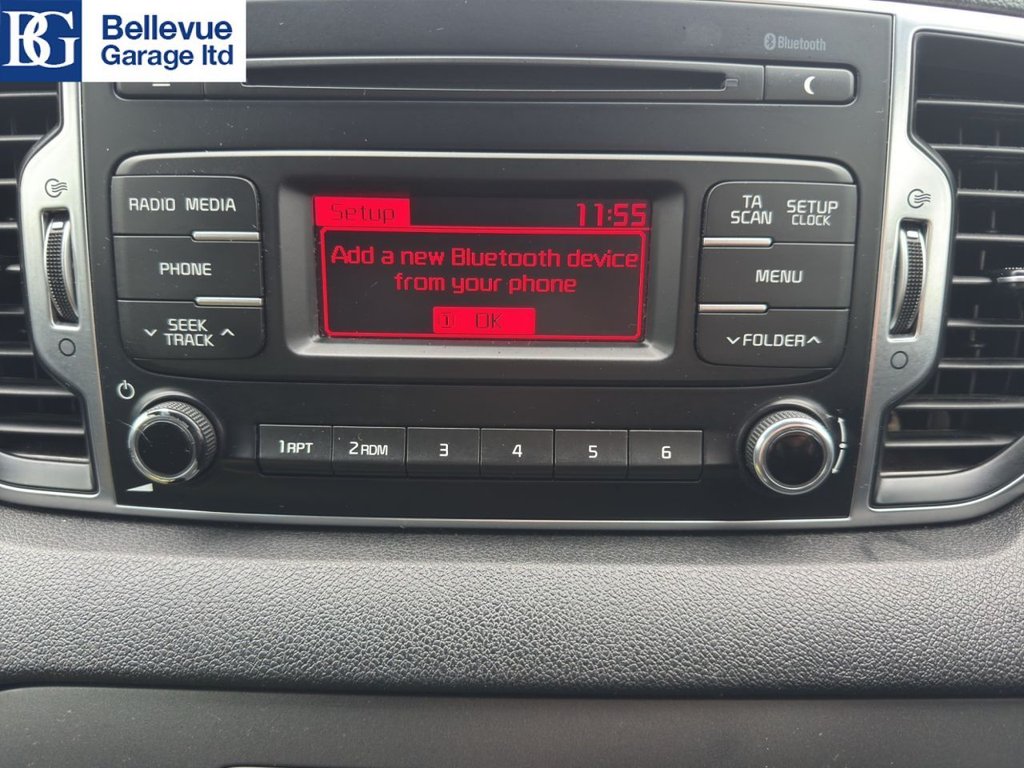 BG
Bellevue
Garage ltd
Bluetooth
RADIO MEDIA
PHONE
SEEK
TRACK
Setup 11:55
Add a new Bluetooth device
from your phone
1 OK
TA
SCAN
SETUP
CLOCK
MENU
FOLDER
1 RPT
2 RDM
3
4
5
6